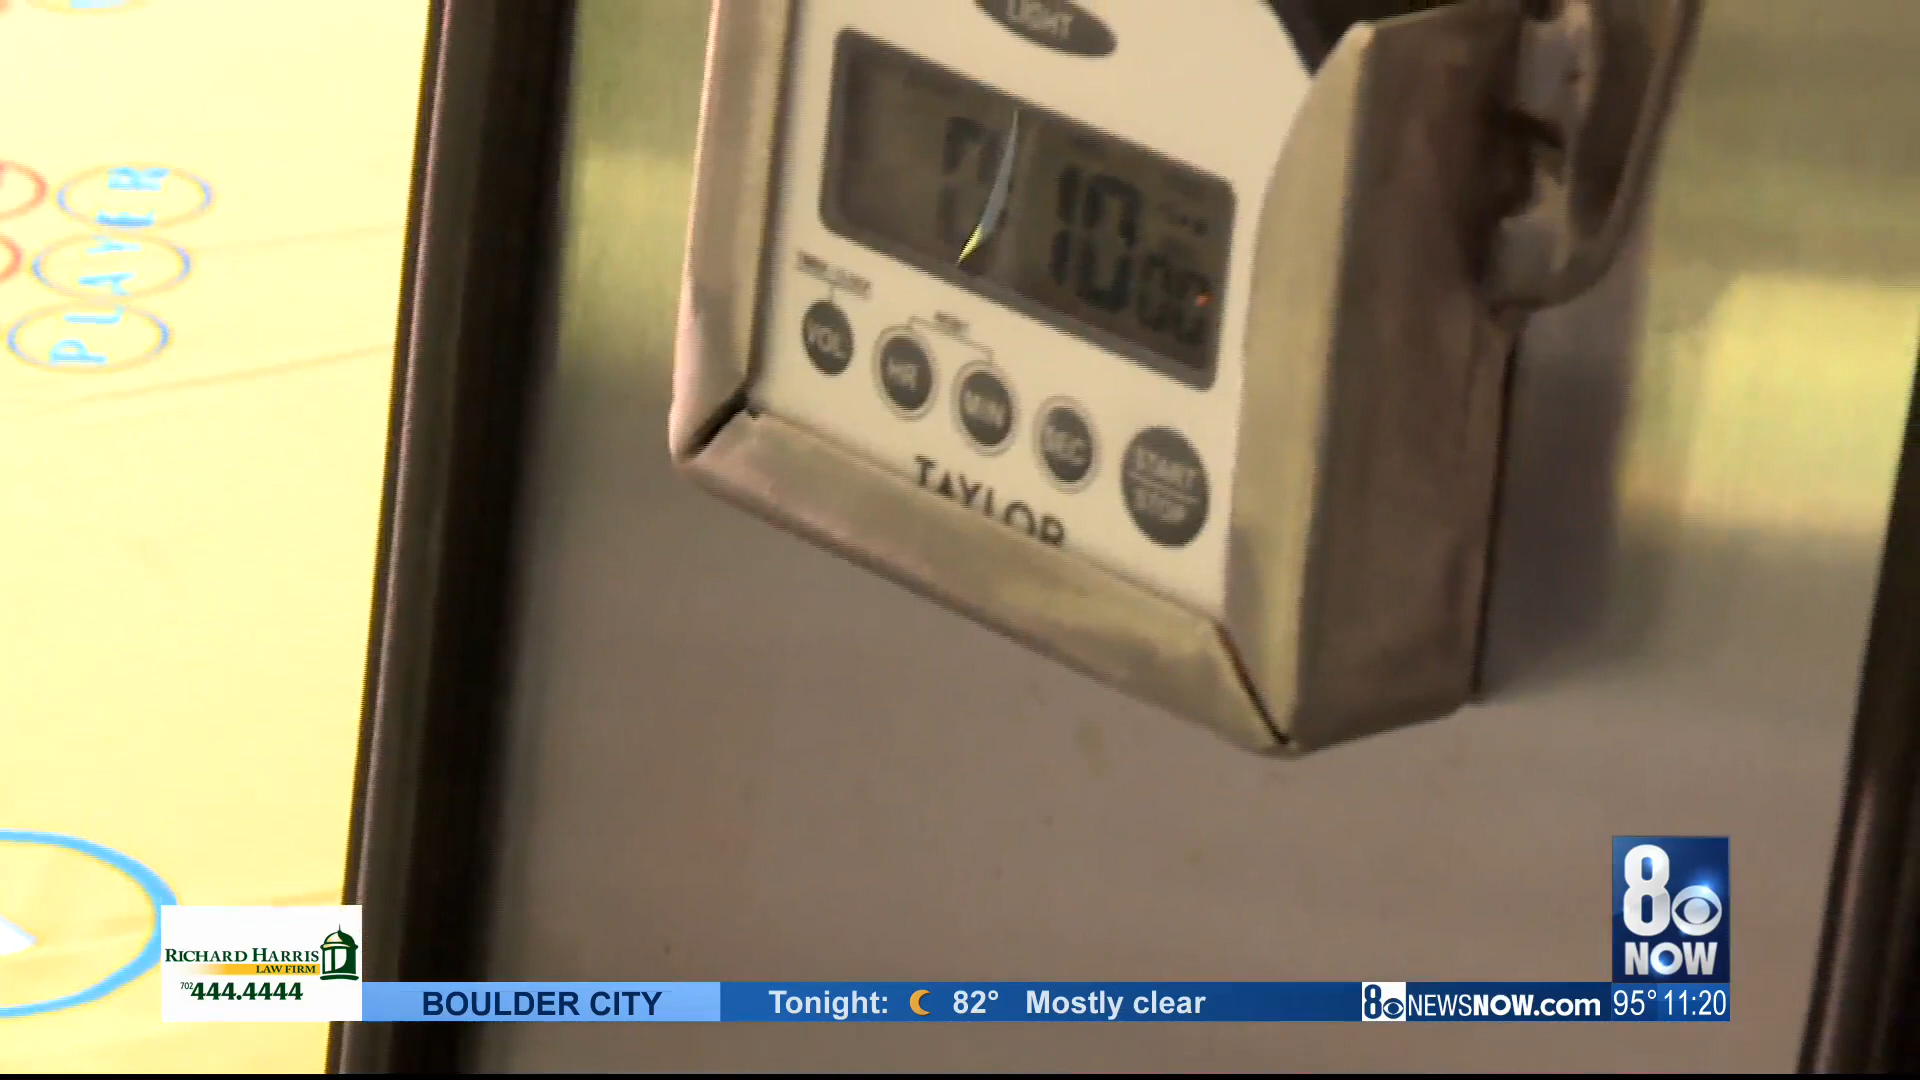 LIGHT
10 00
VOL
HR
MIN
SEC
START
STOP
TAYLOR
PLAYER
RICHARD HARRIS
LAW FIRM
702 444.4444
BOULDER CITY
Tonight: 82° Mostly clear
8 NEWSNOW.com
95° 11:20
8
NOW